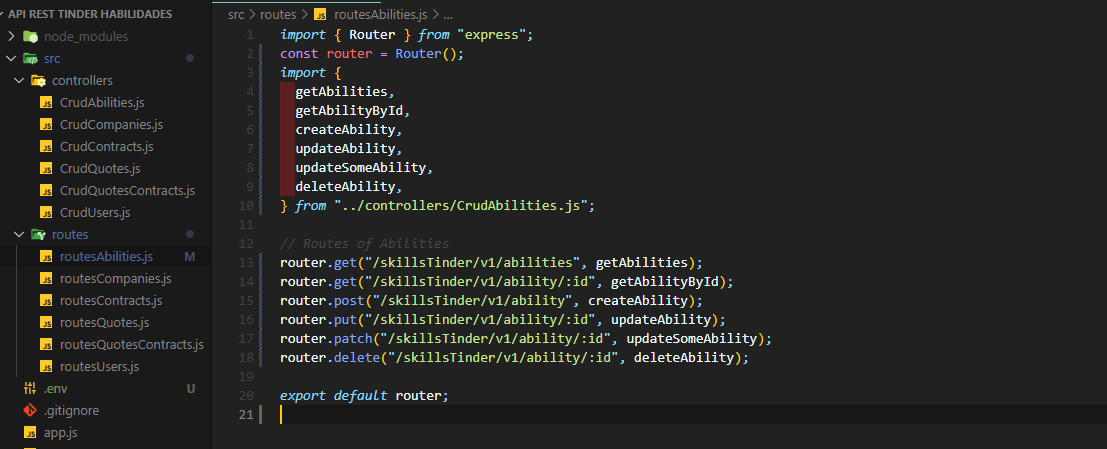 API REST TINDER HABILIDADES
node_modules
src
controllers
JS CrudAbilities.js
JS CrudCompanies.js
JS CrudContracts.js
JS CrudQuotes.js
JS CrudQuotesContracts.js
JS CrudUsers.js
routes
JS routesAbilities.js M
JS routesCompanies.js
JS routesContracts.js
JS routesQuotes.js
JS routesQuotesContracts.js
JS routesUsers.js
.env U
.gitignore
JS app.js
src > routes > JS routesAbilities.js > ...
1 import { Router } from "express";
2 const router = Router();
3 import {
4 getAbilities,
5 getAbilityById,
6 createAbility,
7 updateAbility,
8 updateSomeAbility,
9 deleteAbility,
10 } from "../controllers/CrudAbilities.js";
11
12 // Routes of Abilities
13 router.get("/skillsTinder/v1/abilities", getAbilities);
14 router.get("/skillsTinder/v1/ability/:id", getAbilityById);
15 router.post("/skillsTinder/v1/ability", createAbility);
16 router.put("/skillsTinder/v1/ability/:id", updateAbility);
17 router.patch("/skillsTinder/v1/ability/:id", updateSomeAbility);
18 router.delete("/skillsTinder/v1/ability/:id", deleteAbility);
19
20 export default router;
21